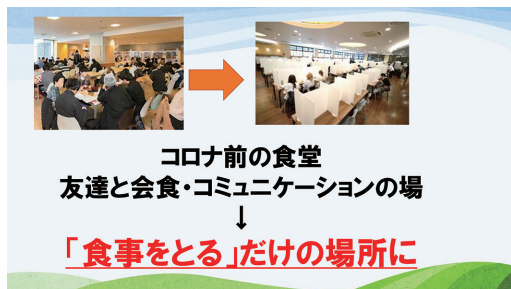 コロナ前の食堂
友達と会食・コミュニケーションの場
↓
「食事をとる」だけの場所に